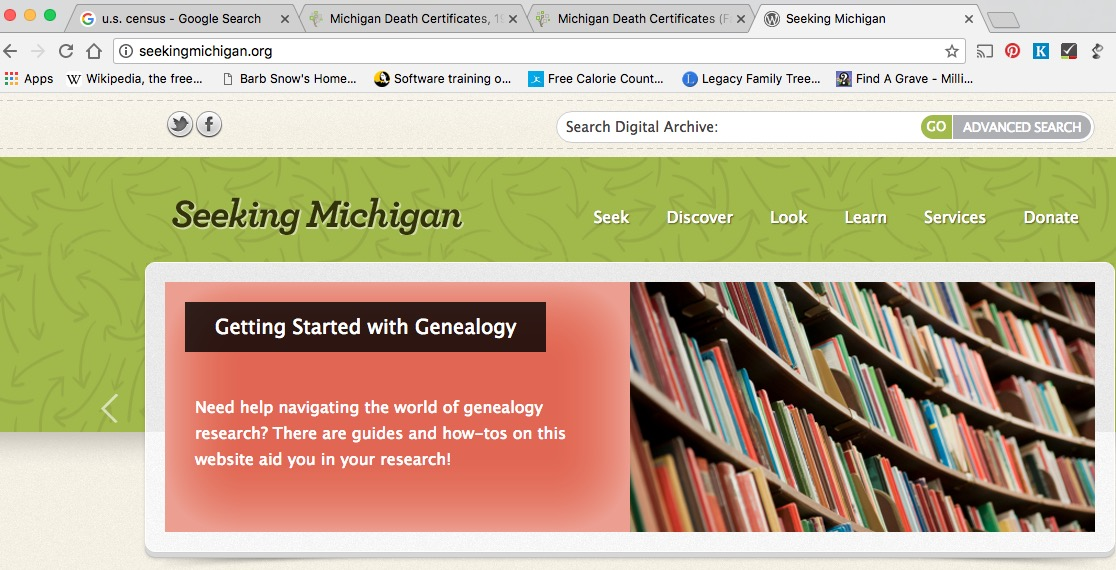 u.s. census - Google Search
Michigan Death Certificates, 19
Michigan Death Certificates (F
Seeking Michigan
seekingmichigan.org
Apps
Wikipedia, the free...
Barb Snow's Home...
Software training o...
Free Calorie Count...
Legacy Family Tree...
Find A Grave - Milli...
Search Digital Archive:
GO
ADVANCED SEARCH
Seeking Michigan
Seek
Discover
Look
Learn
Services
Donate
Getting Started with Genealogy
Need help navigating the world of genealogy
research? There are guides and how-tos on this
website aid you in your research!